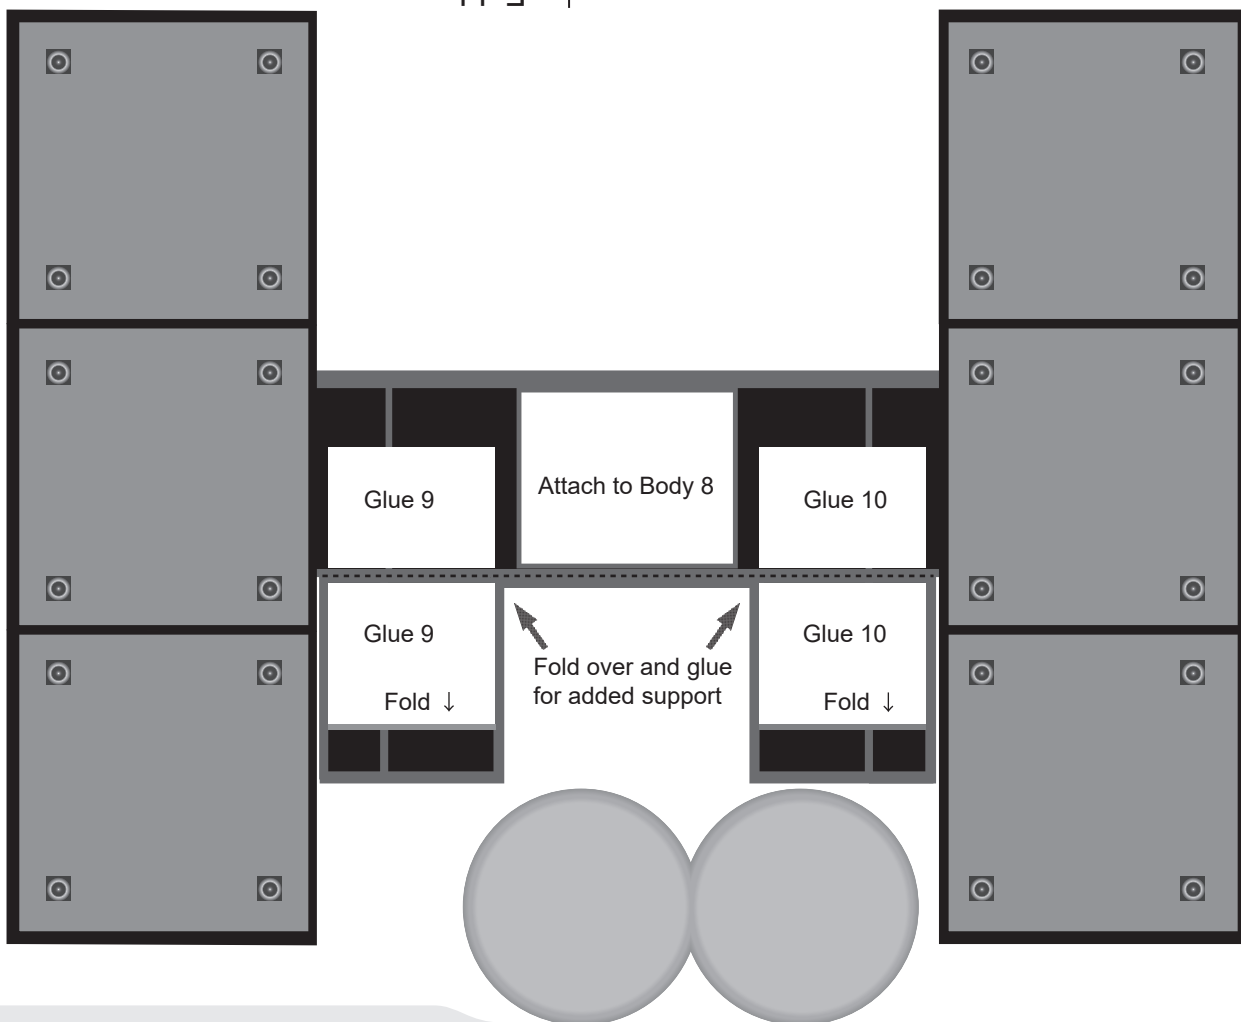 Glue 9
Attach to Body 8
Glue 10
Glue 9
Glue 10
Fold over and glue
for added support
Fold ↓
Fold ↓